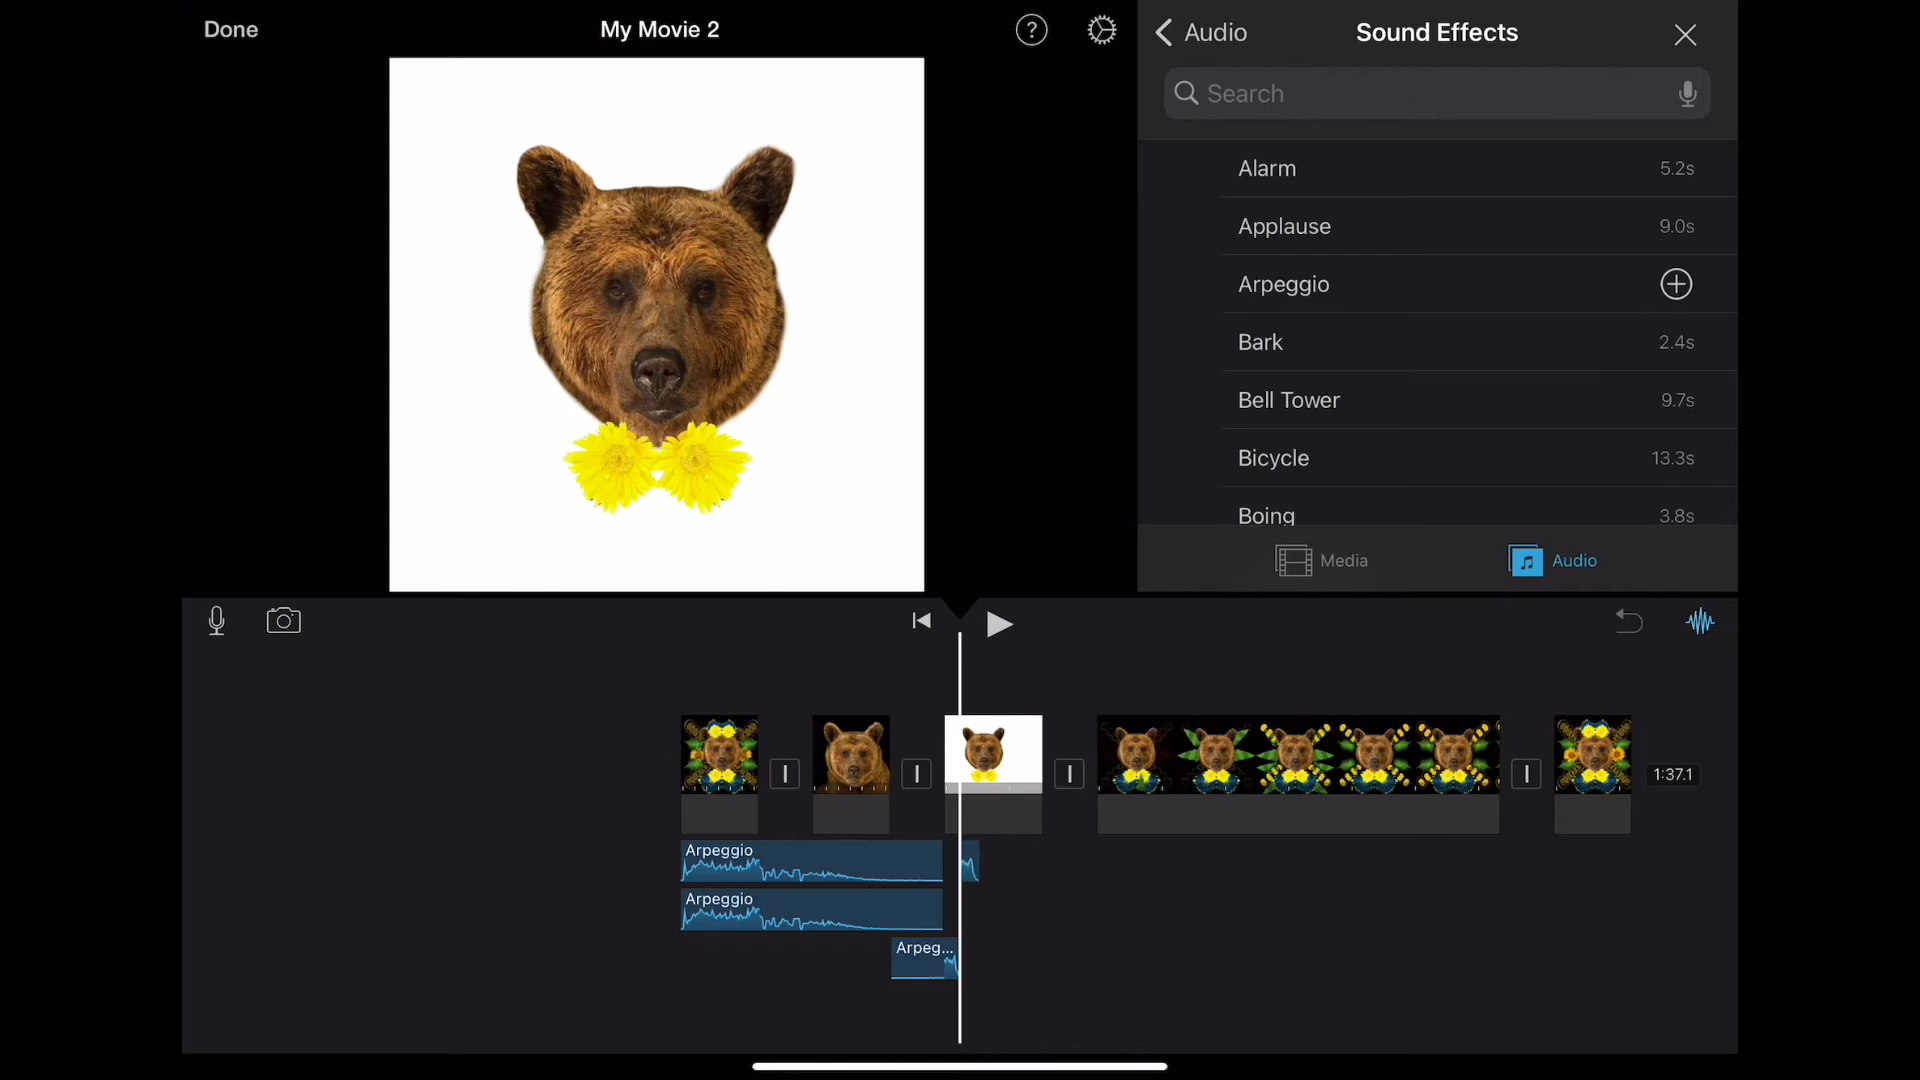 Done
My Movie 2
?
Audio
Sound Effects
Search
Alarm
5.2s
Applause
9.0s
Arpeggio
Bark
2.4s
Bell Tower
9.7s
Bicycle
13.3s
Boing
3.8s
Media
Audio
1:37.1
Arpeggio
Arpeggio
Arpeg...